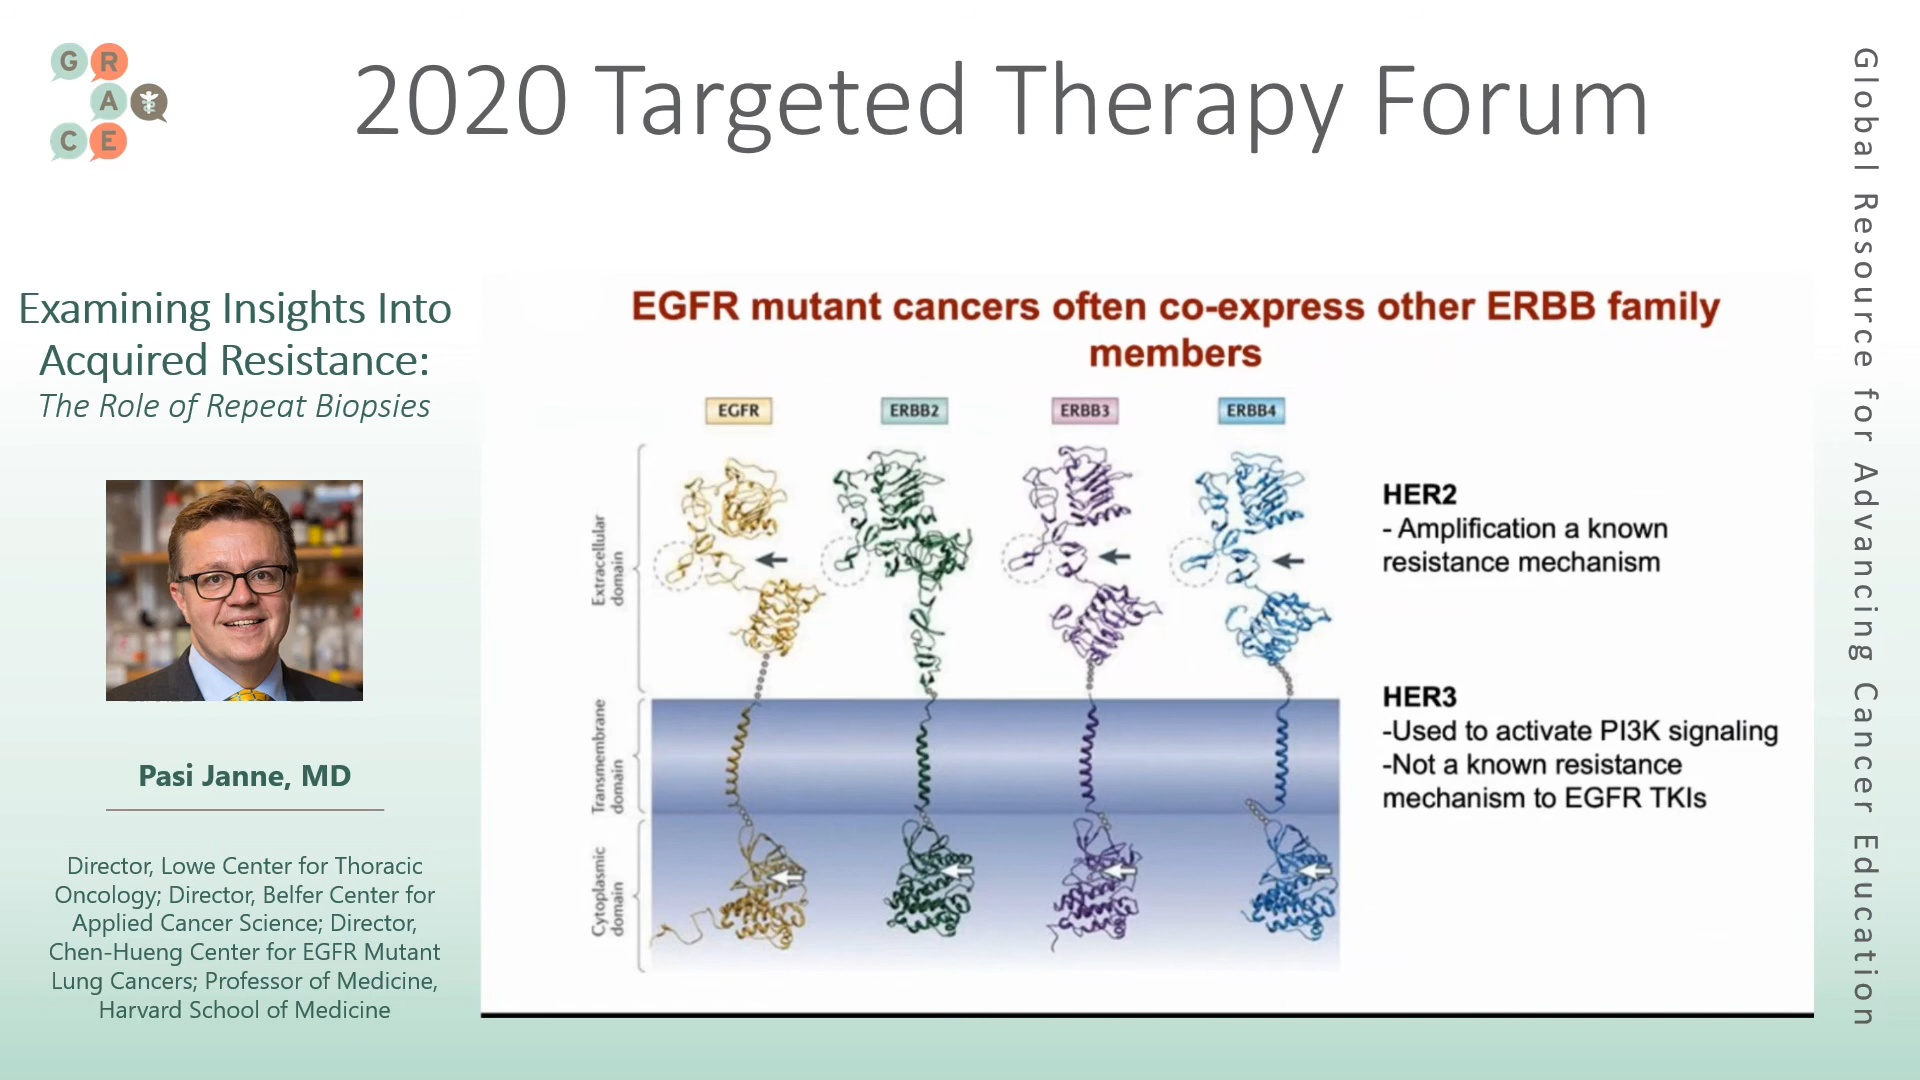 G R
A
C E
2020 Targeted Therapy Forum
Global Resource for Advancing Cancer Education
Examining Insights Into
Acquired Resistance:
The Role of Repeat Biopsies
Pasi Janne, MD
Director, Lowe Center for Thoracic
Oncology; Director, Belfer Center for
Applied Cancer Science; Director,
Chen-Hueng Center for EGFR Mutant
Lung Cancers; Professor of Medicine,
Harvard School of Medicine
EGFR mutant cancers often co-express other ERBB family
members
EGFR
ERBB2
ERBB3
ERBB4
Extracellular
domain
Transmembrane
domain
Cytoplasmic
domain
HER2
- Amplification a known
resistance mechanism
HER3
-Used to activate PI3K signaling
-Not a known resistance
mechanism to EGFR TKIs